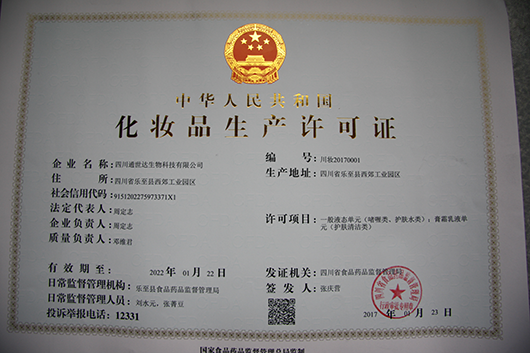 中华人民共和国
化妆品生产许可证
企业名称：四川通世达生物科技有限公司
编号：川妆20170001
住所：四川省乐至县西郊工业园区
生产地址：四川省乐至县西郊工业园区
社会信用代码：9151202275973371X1
法定代表人：周定志
许可项目：一般液态单元（啫喱类、护肤水类）；膏霜乳液单元（护肤清洁类）
企业负责人：周定志
质量负责人：邓维君
有效期至：2022 年 01 月 22 日
发证机关：四川省食品药品监督管理局
日常监督管理机构：乐至县食品药品监督管理局
日常监督管理人员：刘水元，张菁豆
签发人：张庆营
投诉举报电话：12331
2017 年 01 月 23 日
国家食品药品监督管理总局监制